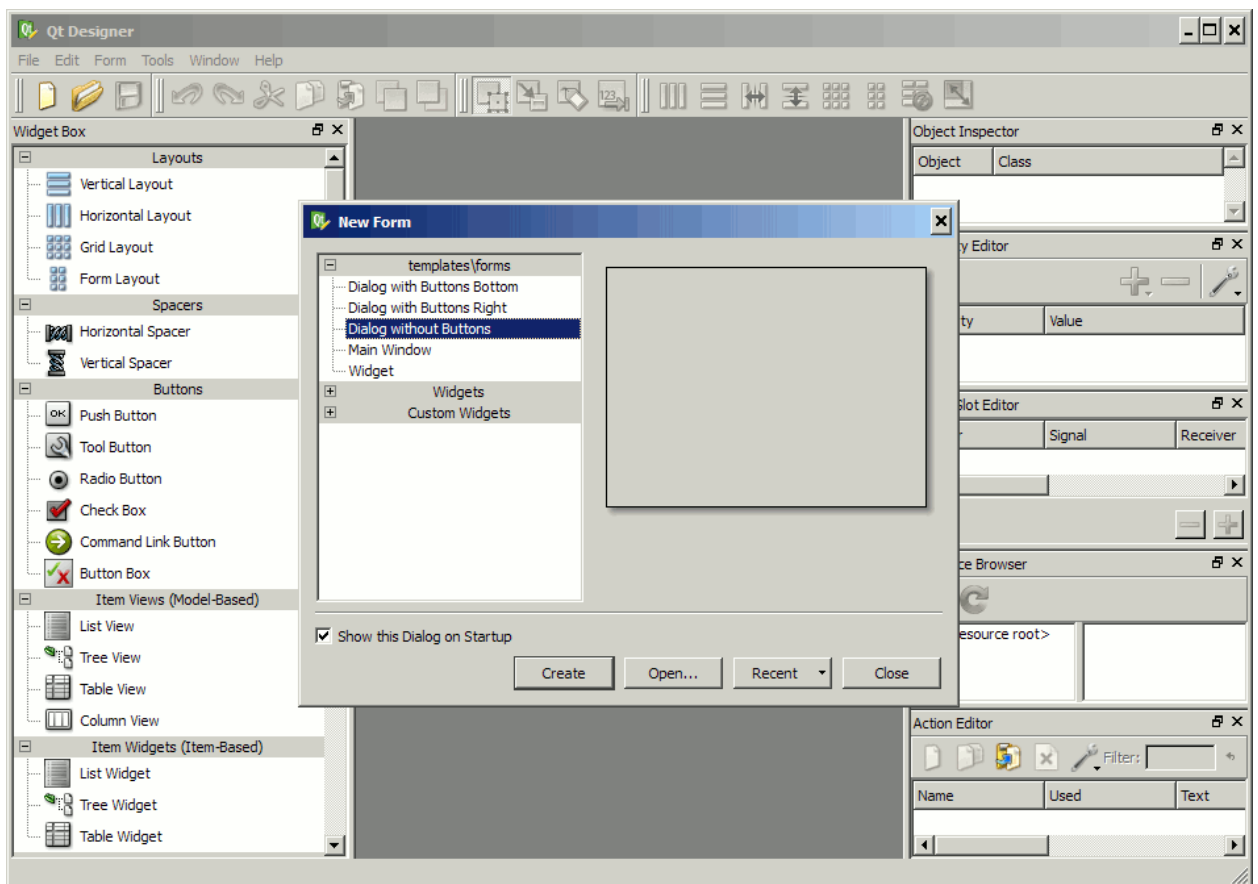 Qt Designer
File Edit Form Tools Window Help
123
Widget Box
Layouts
Vertical Layout
Horizontal Layout
Grid Layout
Form Layout
Spacers
Horizontal Spacer
Vertical Spacer
Buttons
OK Push Button
Tool Button
Radio Button
Check Box
Command Link Button
Button Box
Item Views (Model-Based)
List View
Tree View
Table View
Column View
Item Widgets (Item-Based)
List Widget
Tree Widget
Table Widget
Qt New Form
templates\forms
Dialog with Buttons Bottom
Dialog with Buttons Right
Dialog without Buttons
Main Window
Widget
Widgets
Custom Widgets
Show this Dialog on Startup
Create Open... Recent Close
Object Inspector
Object Class
y Editor
ty Value
Slot Editor
Signal Receiver
ce Browser
esource root>
Action Editor
Filter:
Name Used Text